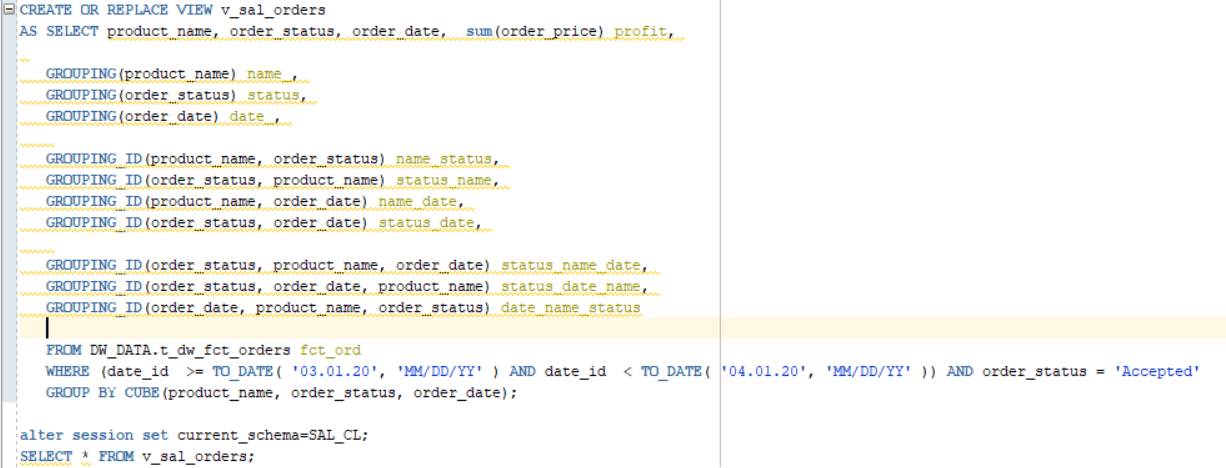 CREATE OR REPLACE VIEW v_sal_orders
AS SELECT product_name, order_status, order_date,  sum(order_price) profit,
GROUPING(product_name) name_,
GROUPING(order_status) status,
GROUPING(order_date) date_,
GROUPING_ID(product_name, order_status) name_status,
GROUPING_ID(order_status, product_name) status_name,
GROUPING_ID(product_name, order_date) name_date,
GROUPING_ID(order_status, order_date) status_date,
GROUPING_ID(order_status, product_name, order_date) status_name_date,
GROUPING_ID(order_status, order_date, product_name) status_date_name,
GROUPING_ID(order_date, product_name, order_status) date_name_status
FROM DW_DATA.t_dw_fct_orders fct_ord
WHERE (date_id  >= TO_DATE( '03.01.20', 'MM/DD/YY' ) AND date_id  < TO_DATE( '04.01.20', 'MM/DD/YY' )) AND order_status = 'Accepted'
GROUP BY CUBE(product_name, order_status, order_date);
alter session set current_schema=SAL_CL;
SELECT * FROM v_sal_orders;